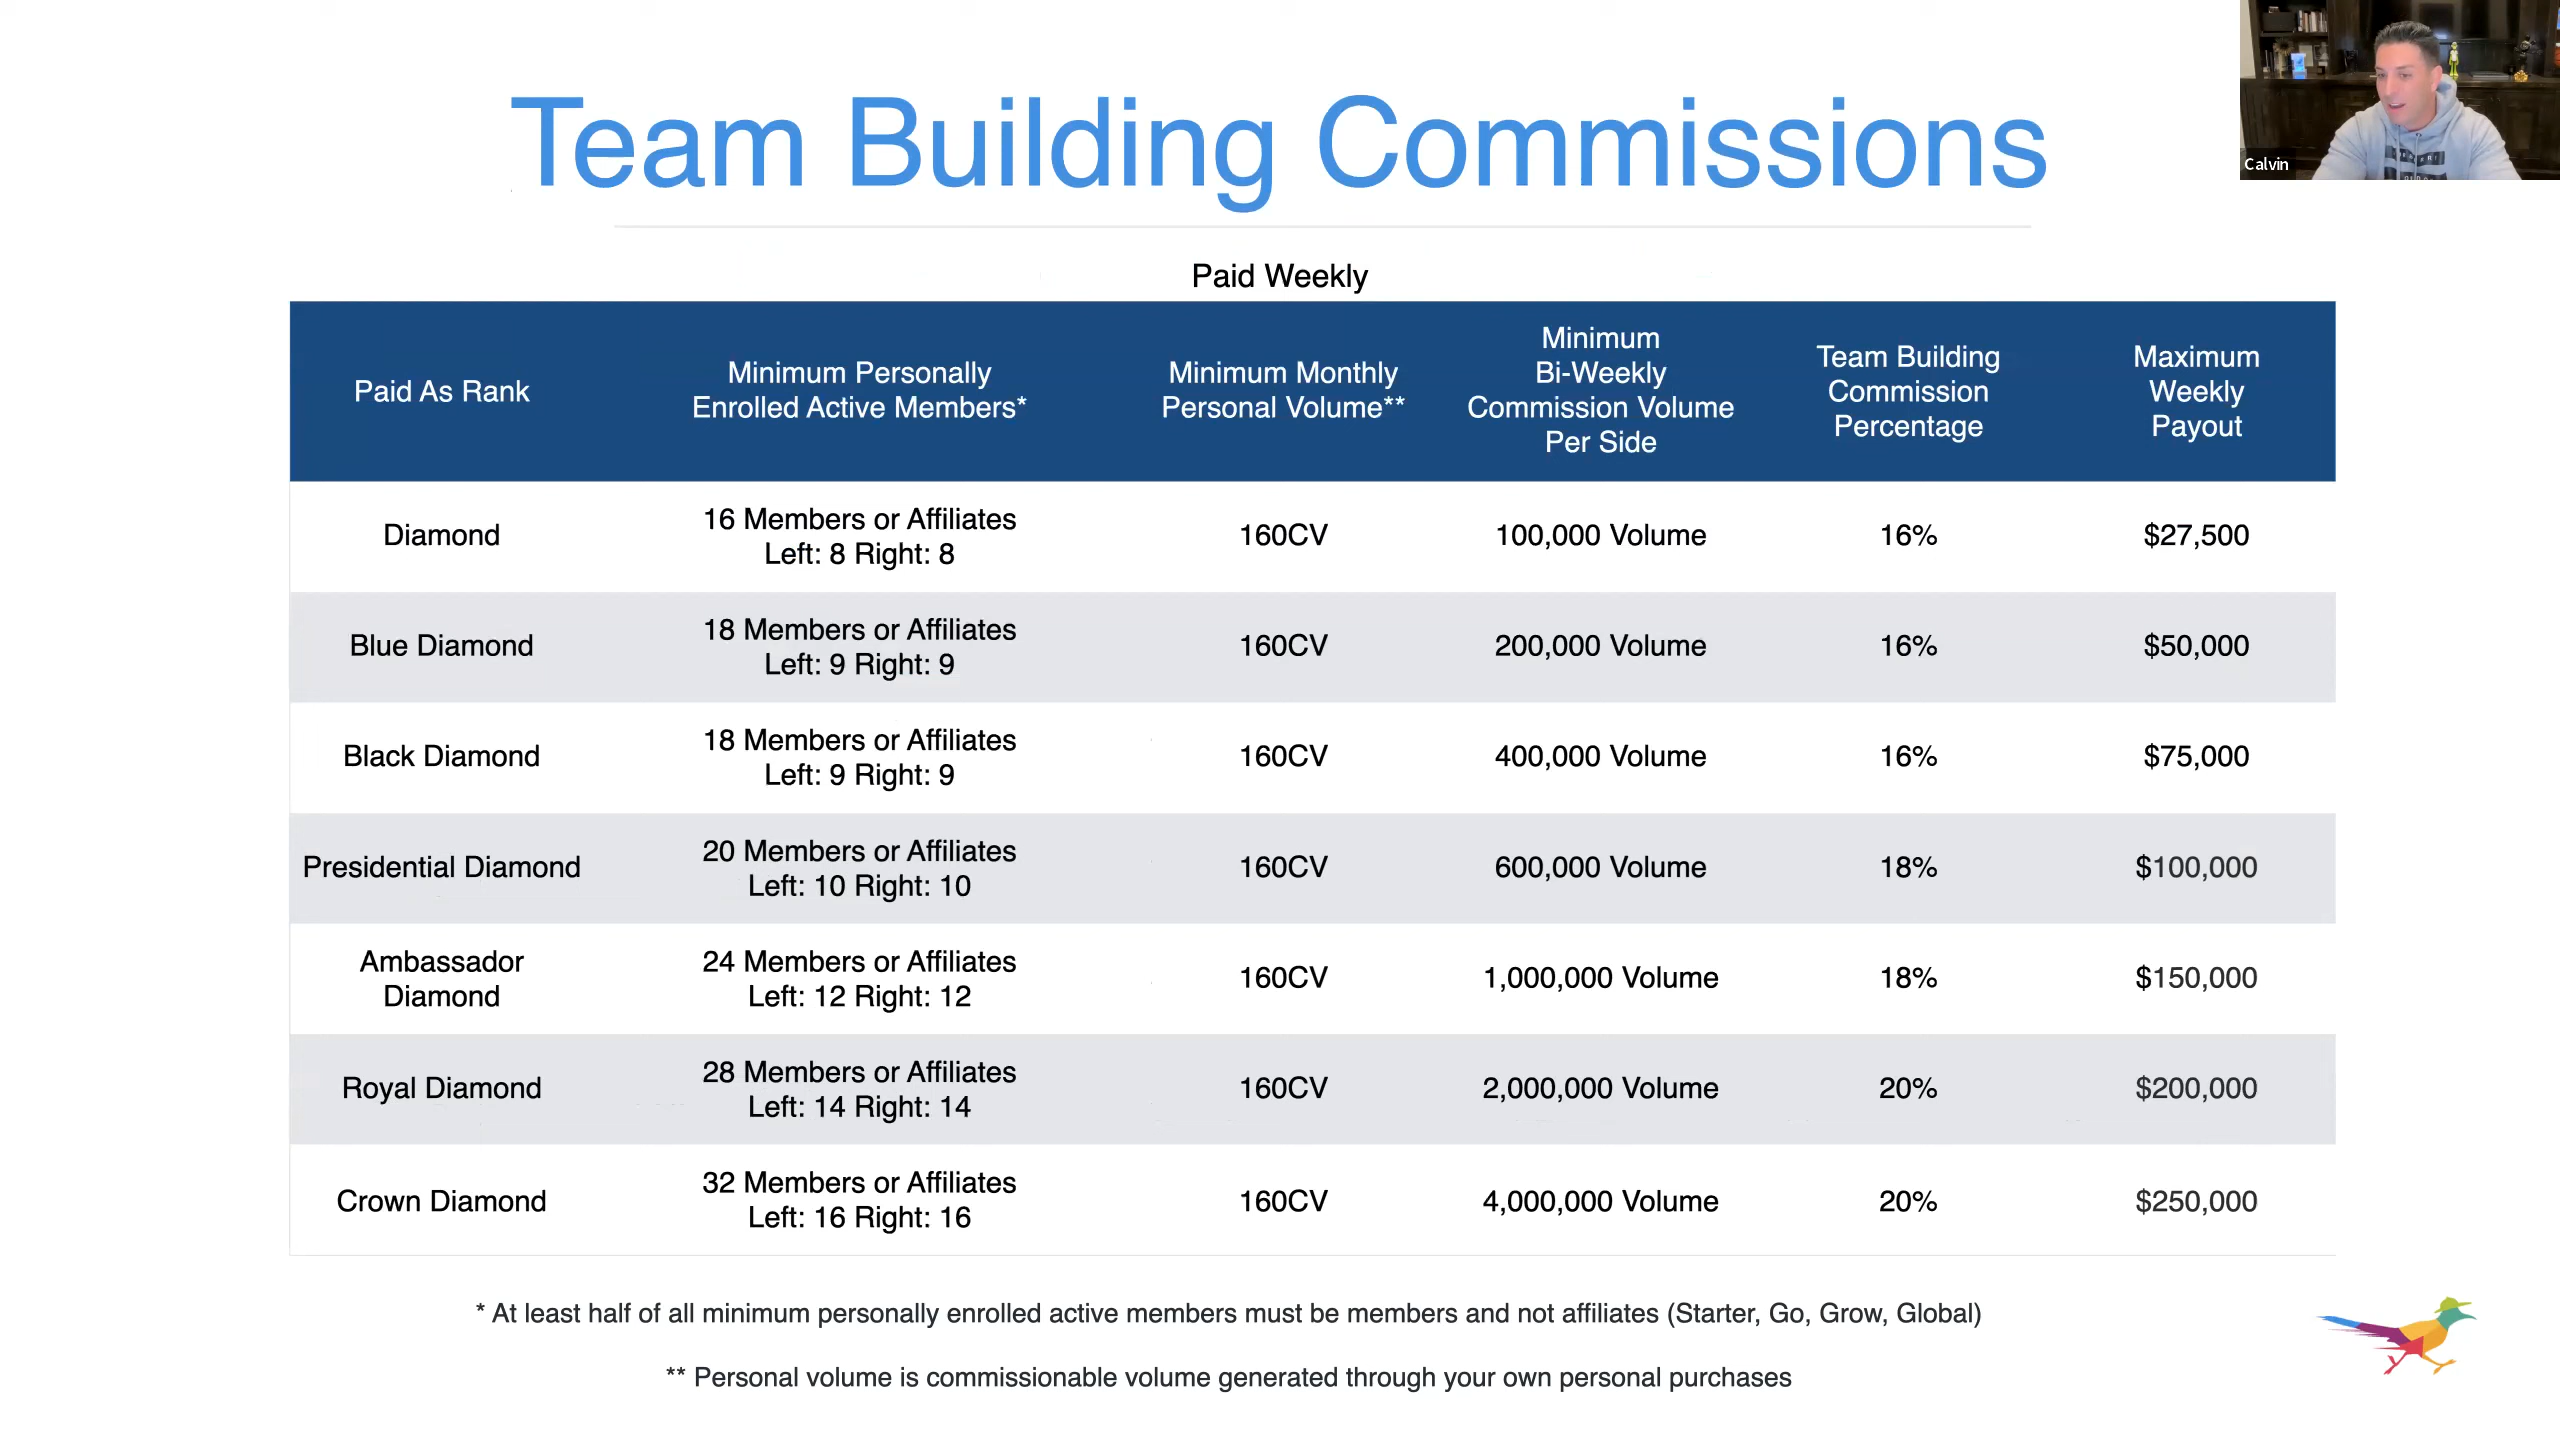 Calvin
Team Building Commissions
Paid Weekly
Paid As Rank
Minimum Personally
Enrolled Active Members*
Minimum Monthly
Personal Volume**
Minimum
Bi-Weekly
Commission Volume
Per Side
Team Building
Commission
Percentage
Maximum
Weekly
Payout
Diamond
16 Members or Affiliates
Left: 8 Right: 8
160CV
100,000 Volume
16%
$27,500
Blue Diamond
18 Members or Affiliates
Left: 9 Right: 9
160CV
200,000 Volume
16%
$50,000
Black Diamond
18 Members or Affiliates
Left: 9 Right: 9
160CV
400,000 Volume
16%
$75,000
Presidential Diamond
20 Members or Affiliates
Left: 10 Right: 10
160CV
600,000 Volume
18%
$100,000
Ambassador
Diamond
24 Members or Affiliates
Left: 12 Right: 12
160CV
1,000,000 Volume
18%
$150,000
Royal Diamond
28 Members or Affiliates
Left: 14 Right: 14
160CV
2,000,000 Volume
20%
$200,000
Crown Diamond
32 Members or Affiliates
Left: 16 Right: 16
160CV
4,000,000 Volume
20%
$250,000
* At least half of all minimum personally enrolled active members must be members and not affiliates (Starter, Go, Grow, Global)
** Personal volume is commissionable volume generated through your own personal purchases